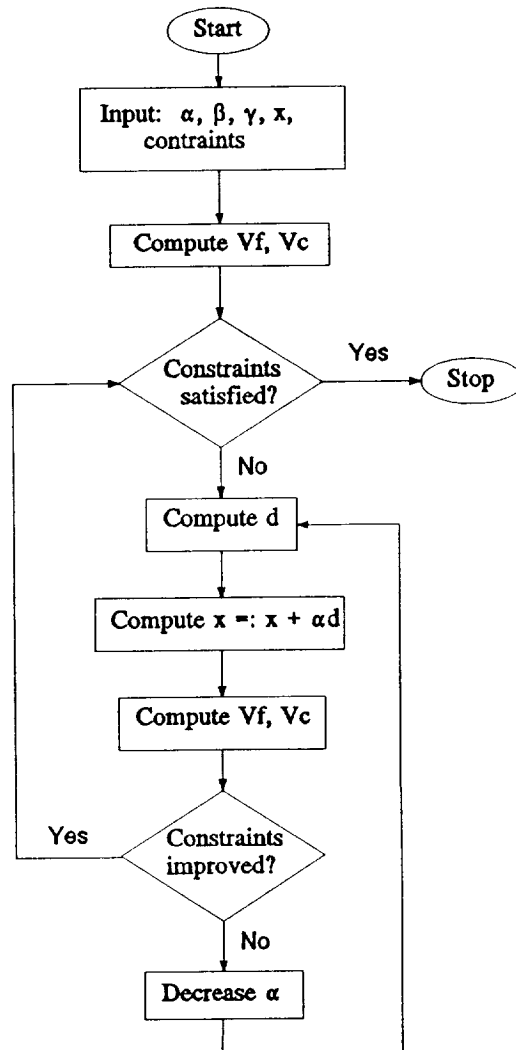 Start
Input: α, β, γ, x,
contraints
Compute Vf, Vc
Constraints
satisfied?
Yes
Stop
No
Compute d
Compute x =: x + αd
Compute Vf, Vc
Constraints
improved?
Yes
No
Decrease α